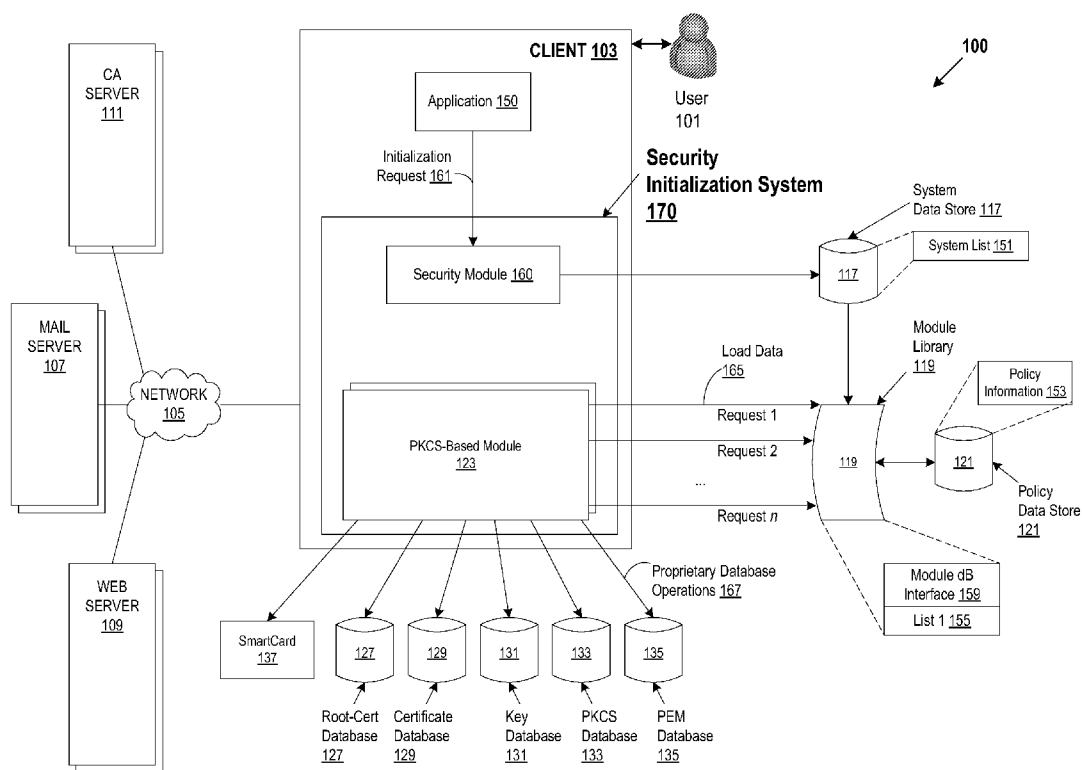 CA
SERVER
111
MAIL
SERVER
107
NETWORK
105
WEB
SERVER
109
CLIENT 103
User
101
100
Application 150
Initialization
Request 161
Security
Initialization System
170
Security Module 160
System
Data Store 117
117
System List 151
Load Data
165
Module
Library
119
Policy
Information 153
PKCS-Based Module
123
Request 1
Request 2
...
Request n
119
121
Policy
Data Store
121
Module dB
Interface 159
List 1 155
Proprietary Database
Operations 167
SmartCard
137
127
129
131
133
135
Root-Cert
Database
127
Certificate
Database
129
Key
Database
131
PKCS
Database
133
PEM
Database
135